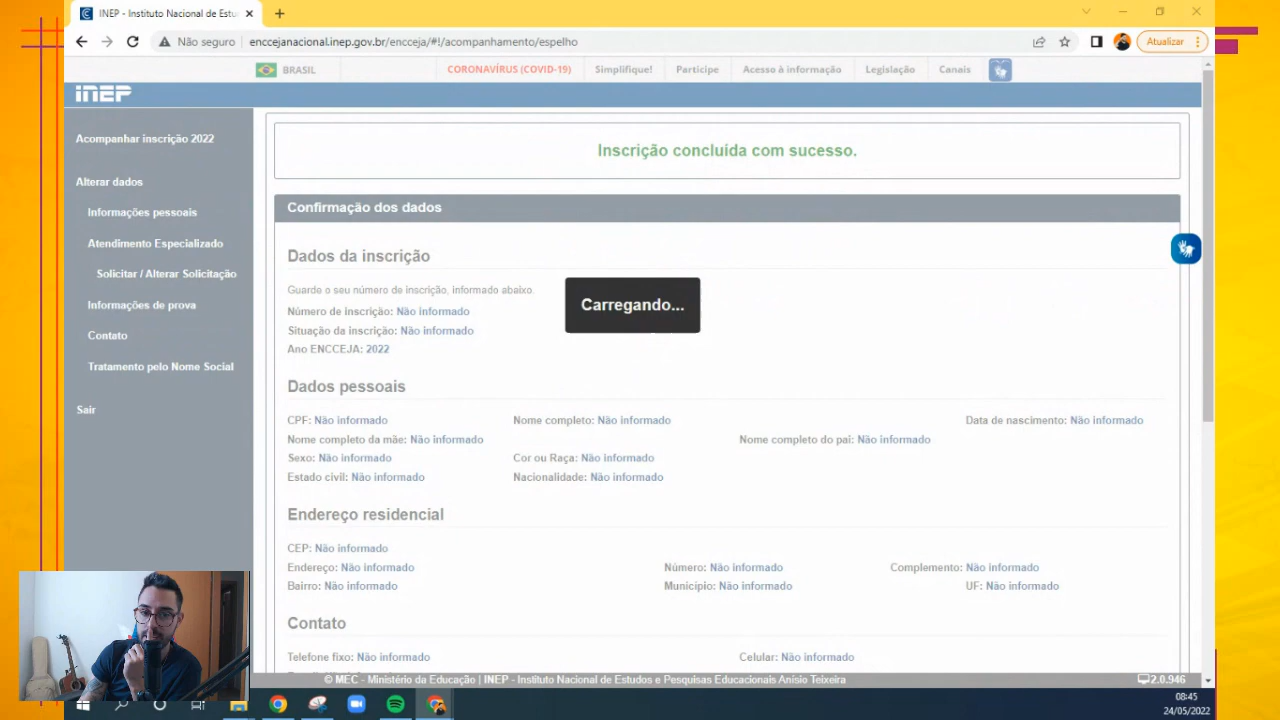 INEP - Instituto Nacional de Estu
Não seguro
enccejanacional.inep.gov.br/encceja/#!/acompanhamento/espelho
Atualizar
BRASIL
CORONAVÍRUS (COVID-19)
Simplifique!
Participe
Acesso à informação
Legislação
Canais
INEP
Acompanhar inscrição 2022
Alterar dados
Informações pessoais
Atendimento Especializado
Solicitar / Alterar Solicitação
Informações de prova
Contato
Tratamento pelo Nome Social
Sair
Inscrição concluída com sucesso.
Confirmação dos dados
Dados da inscrição
Guarde o seu número de inscrição, informado abaixo.
Número de inscrição: Não informado
Situação da inscrição: Não informado
Ano ENCCEJA: 2022
Carregando...
Dados pessoais
CPF: Não informado Nome completo: Não informado Data de nascimento: Não informado
Nome completo da mãe: Não informado Nome completo do pai: Não informado
Sexo: Não informado Cor ou Raça: Não informado
Estado civil: Não informado Nacionalidade: Não informado
Endereço residencial
CEP: Não informado
Endereço: Não informado Número: Não informado Complemento: Não informado
Bairro: Não informado Município: Não informado UF: Não informado
Contato
Telefone fixo: Não informado Celular: Não informado
© MEC - Ministério da Educação | INEP - Instituto Nacional de Estudos e Pesquisas Educacionais Anísio Teixeira
2.0.946
08:45
24/05/2022